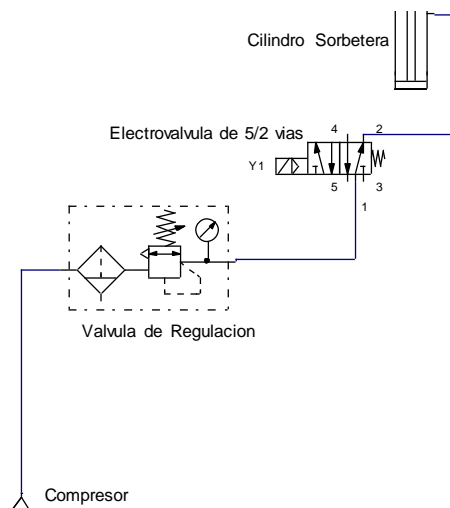 Cilindro Sorbetera
Electrovalvula de 5/2 vias
4
2
Y1
5
3
1
Valvula de Regulacion
Compresor